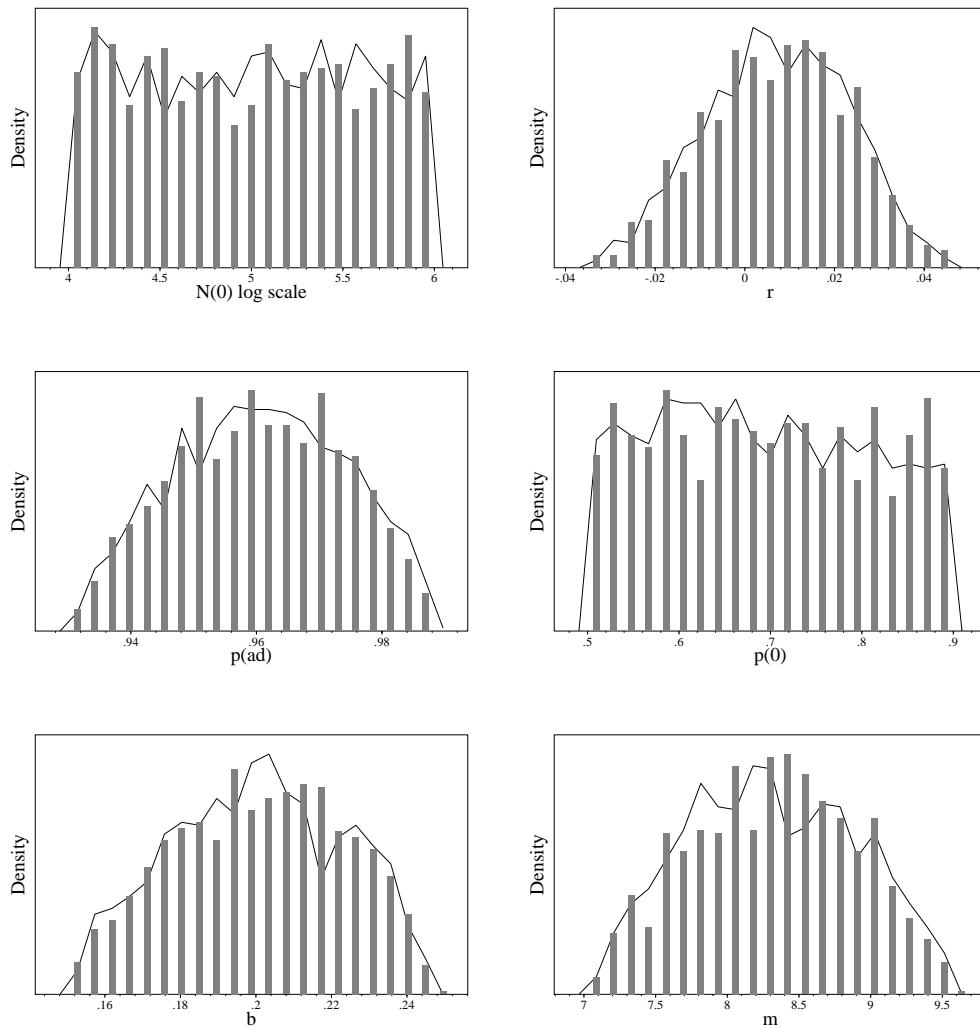 Density
4 4.5 5 5.5 6
N(0) log scale
Density
-.04 -.02 0 .02 .04
r
Density
.94 .96 .98
p(ad)
Density
.5 .6 .7 .8 .9
p(0)
Density
.16 .18 .2 .22 .24
b
Density
7 7.5 8 8.5 9 9.5
m